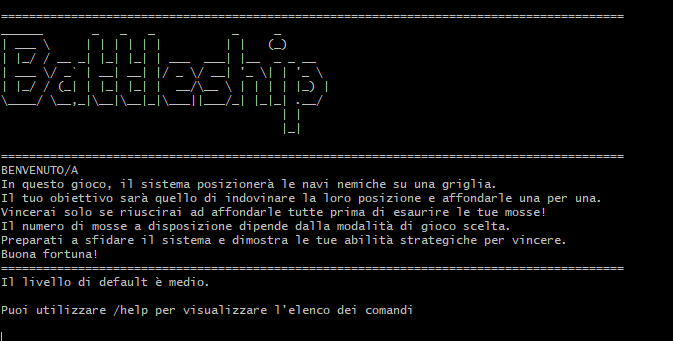 Battleship
BENVENUTO/A
In questo gioco, il sistema posizionerà le navi nemiche su una griglia.
Il tuo obiettivo sarà quello di indovinare la loro posizione e affondarle una per una.
Vincerai solo se riuscirai ad affondarle tutte prima di esaurire le tue mosse!
Il numero di mosse a disposizione dipende dalla modalità di gioco scelta.
Preparati a sfidare il sistema e dimostra le tue abilità strategiche per vincere.
Buona fortuna!
Il livello di default è medio.
Puoi utilizzare /help per visualizzare l'elenco dei comandi